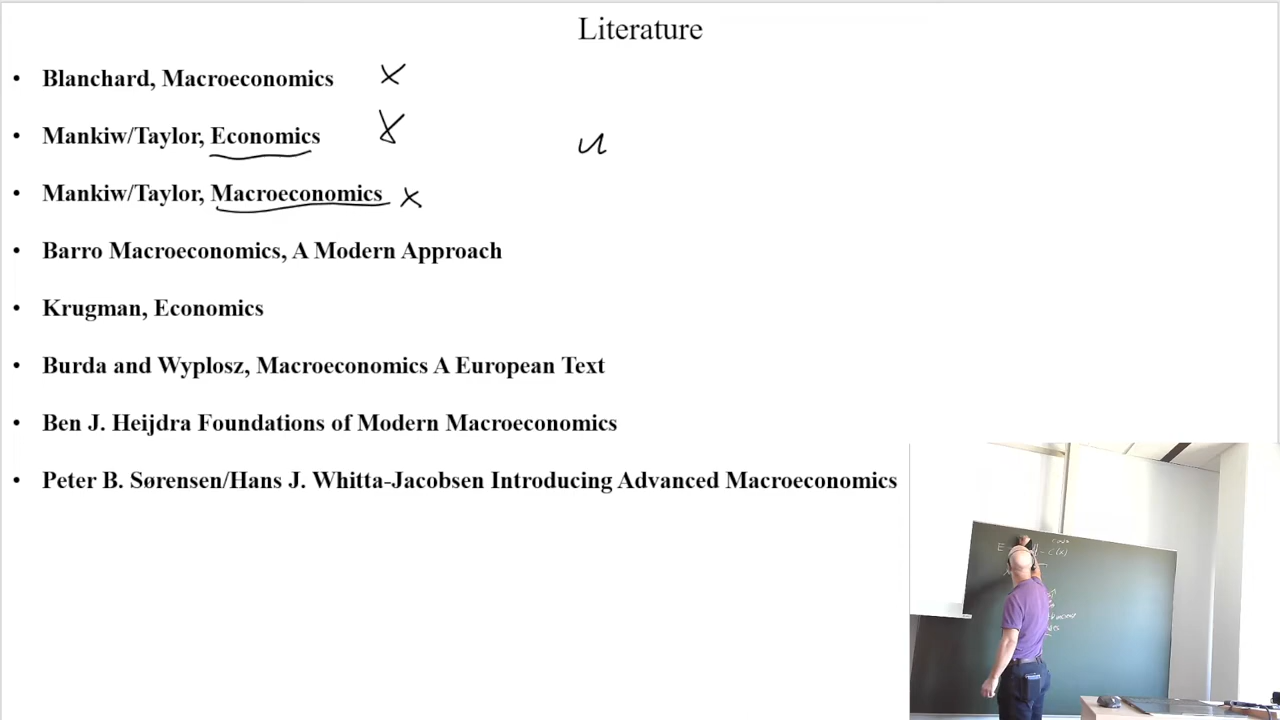 Literature
• Blanchard, Macroeconomics x
• Mankiw/Taylor, Economics x
u
• Mankiw/Taylor, Macroeconomics x
• Barro Macroeconomics, A Modern Approach
• Krugman, Economics
• Burda and Wyplosz, Macroeconomics A European Text
• Ben J. Heijdra Foundations of Modern Macroeconomics
• Peter B. Sørensen/Hans J. Whitta-Jacobsen Introducing Advanced Macroeconomics
E - C(x)